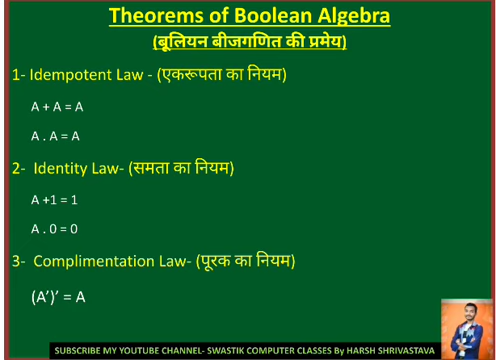 Theorems of Boolean Algebra
(बूलियन बीजगणित की प्रमेय)
1- Idempotent Law - (एकरूपता का नियम)
A + A = A
A . A = A
2- Identity Law- (समता का नियम)
A +1 = 1
A . 0 = 0
3- Complimentation Law- (पूरक का नियम)
(A’)’ = A
SUBSCRIBE MY YOUTUBE CHANNEL- SWASTIK COMPUTER CLASSES By HARSH SHRIVASTAVA